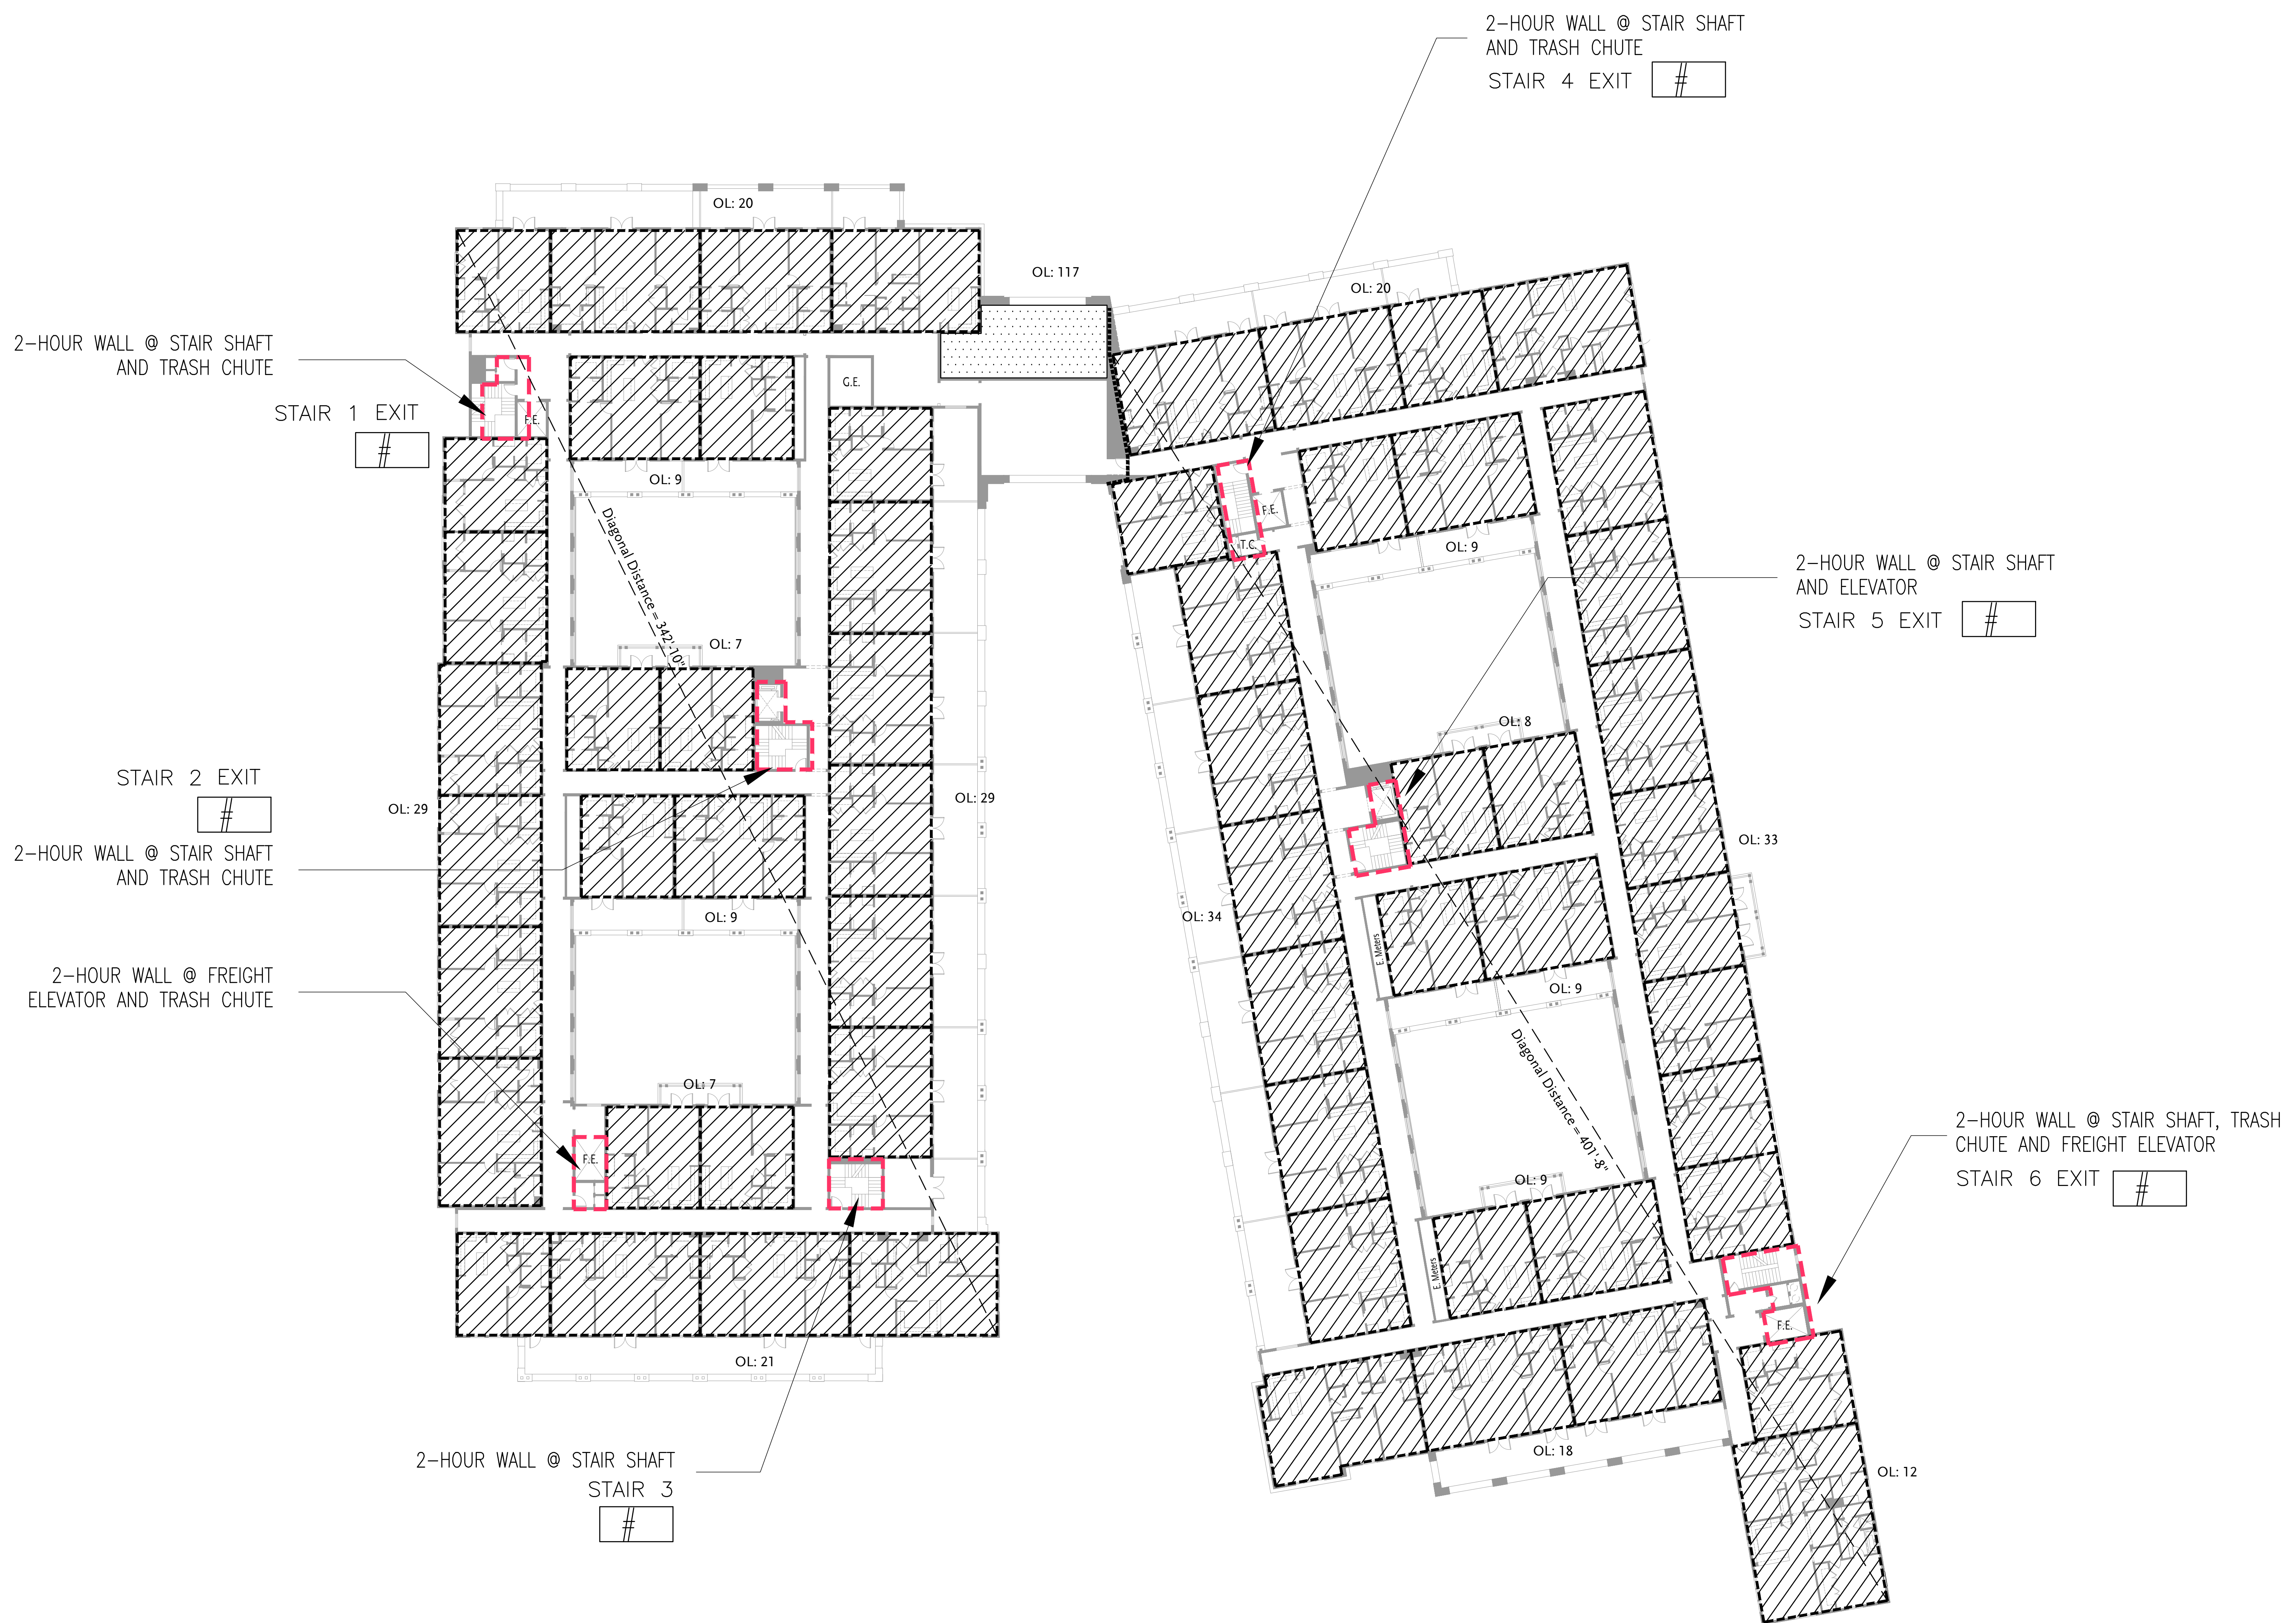 2-HOUR WALL @ STAIR SHAFT
AND TRASH CHUTE
STAIR 4 EXIT #
OL: 20
OL: 117
OL: 20
2-HOUR WALL @ STAIR SHAFT
AND TRASH CHUTE
STAIR 1 EXIT
#
G.E.
F.E.
OL: 9
Diagonal Distance = 342'-10"
OL: 7
F.E.
T.C.
OL: 9
2-HOUR WALL @ STAIR SHAFT
AND ELEVATOR
STAIR 5 EXIT #
OL: 8
STAIR 2 EXIT
#
OL: 29
OL: 29
2-HOUR WALL @ STAIR SHAFT
AND TRASH CHUTE
OL: 33
OL: 9
OL: 34
E. Meters
2-HOUR WALL @ FREIGHT
ELEVATOR AND TRASH CHUTE
OL: 9
Diagonal Distance = 401'-8"
OL: 7
F.E.
2-HOUR WALL @ STAIR SHAFT, TRASH
CHUTE AND FREIGHT ELEVATOR
STAIR 6 EXIT #
OL: 9
E. Meters
F.E.
OL: 21
OL: 18
OL: 12
2-HOUR WALL @ STAIR SHAFT
STAIR 3
#